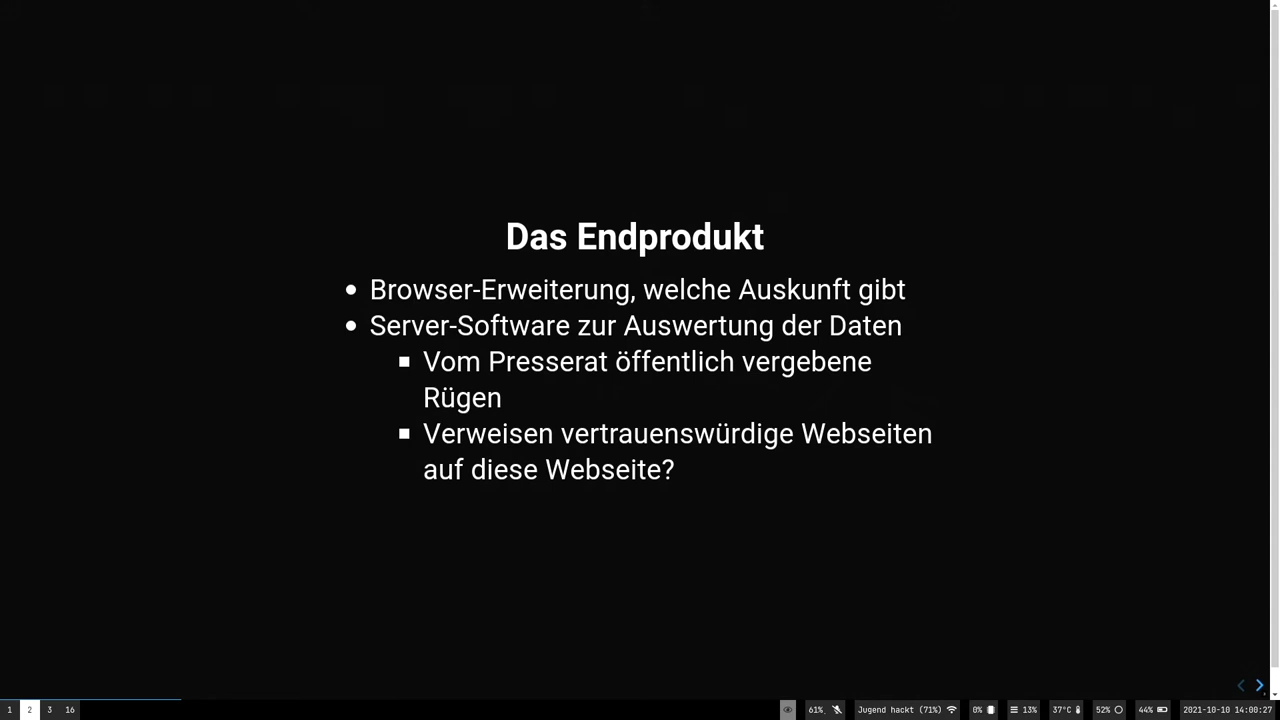 Das Endprodukt
Browser-Erweiterung, welche Auskunft gibt
Server-Software zur Auswertung der Daten
Vom Presserat öffentlich vergebene
Rügen
Verweisen vertrauenswürdige Webseiten
auf diese Webseite?
1 2 3 16 61% Jugend hackt (71%) 0% 13% 37°C 52% 44% 2021-10-10 14:00:27